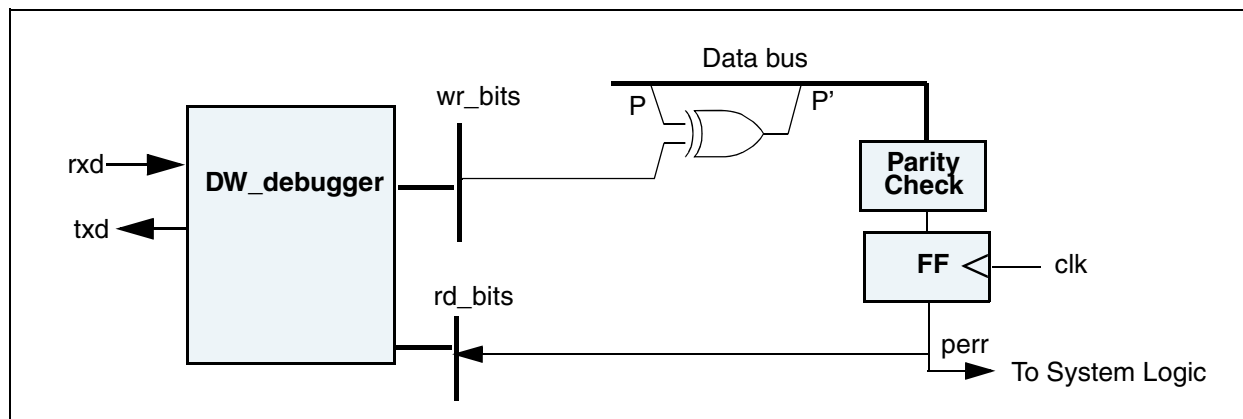 Data bus
wr_bits
P
P'
rxd
DW_debugger
Parity
Check
txd
FF
clk
rd_bits
perr
To System Logic